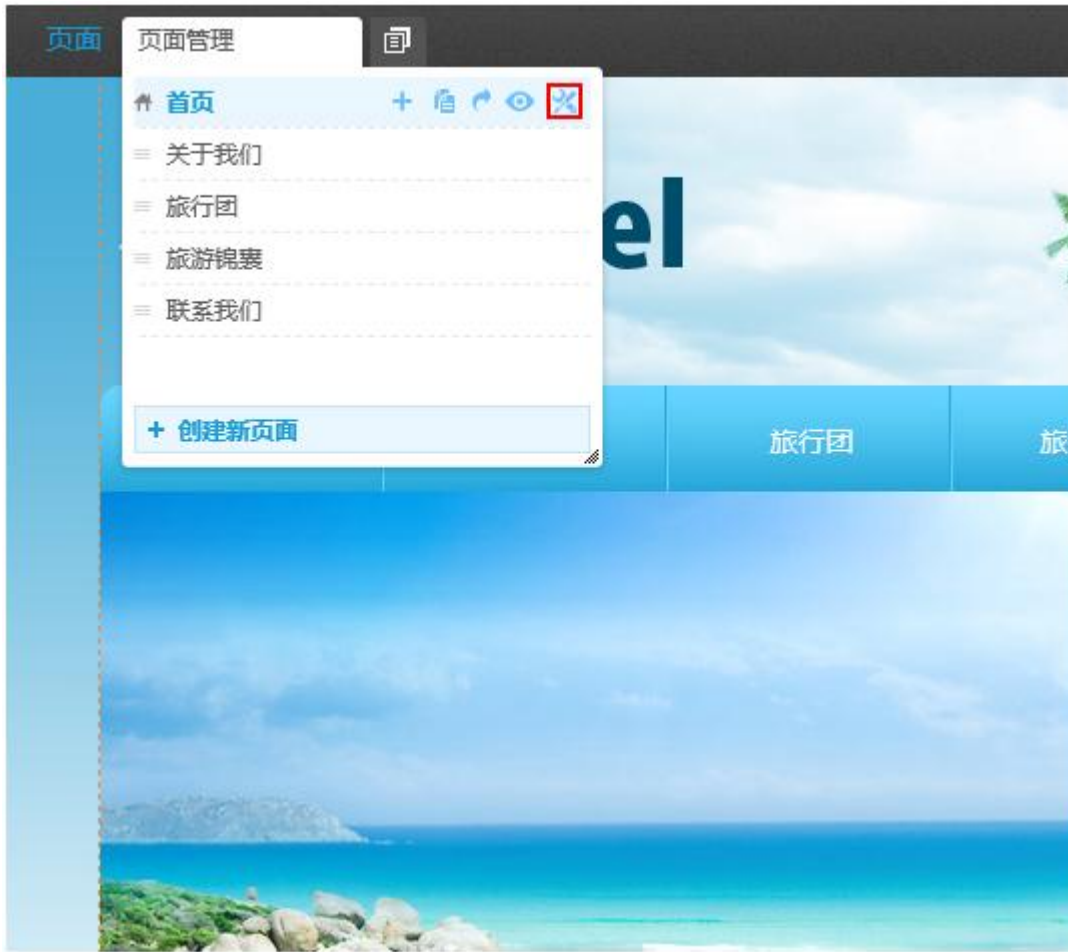 页面 页面管理
首页
关于我们
旅行团
旅游锦襄
联系我们
+ 创建新页面
el
旅行团
旅